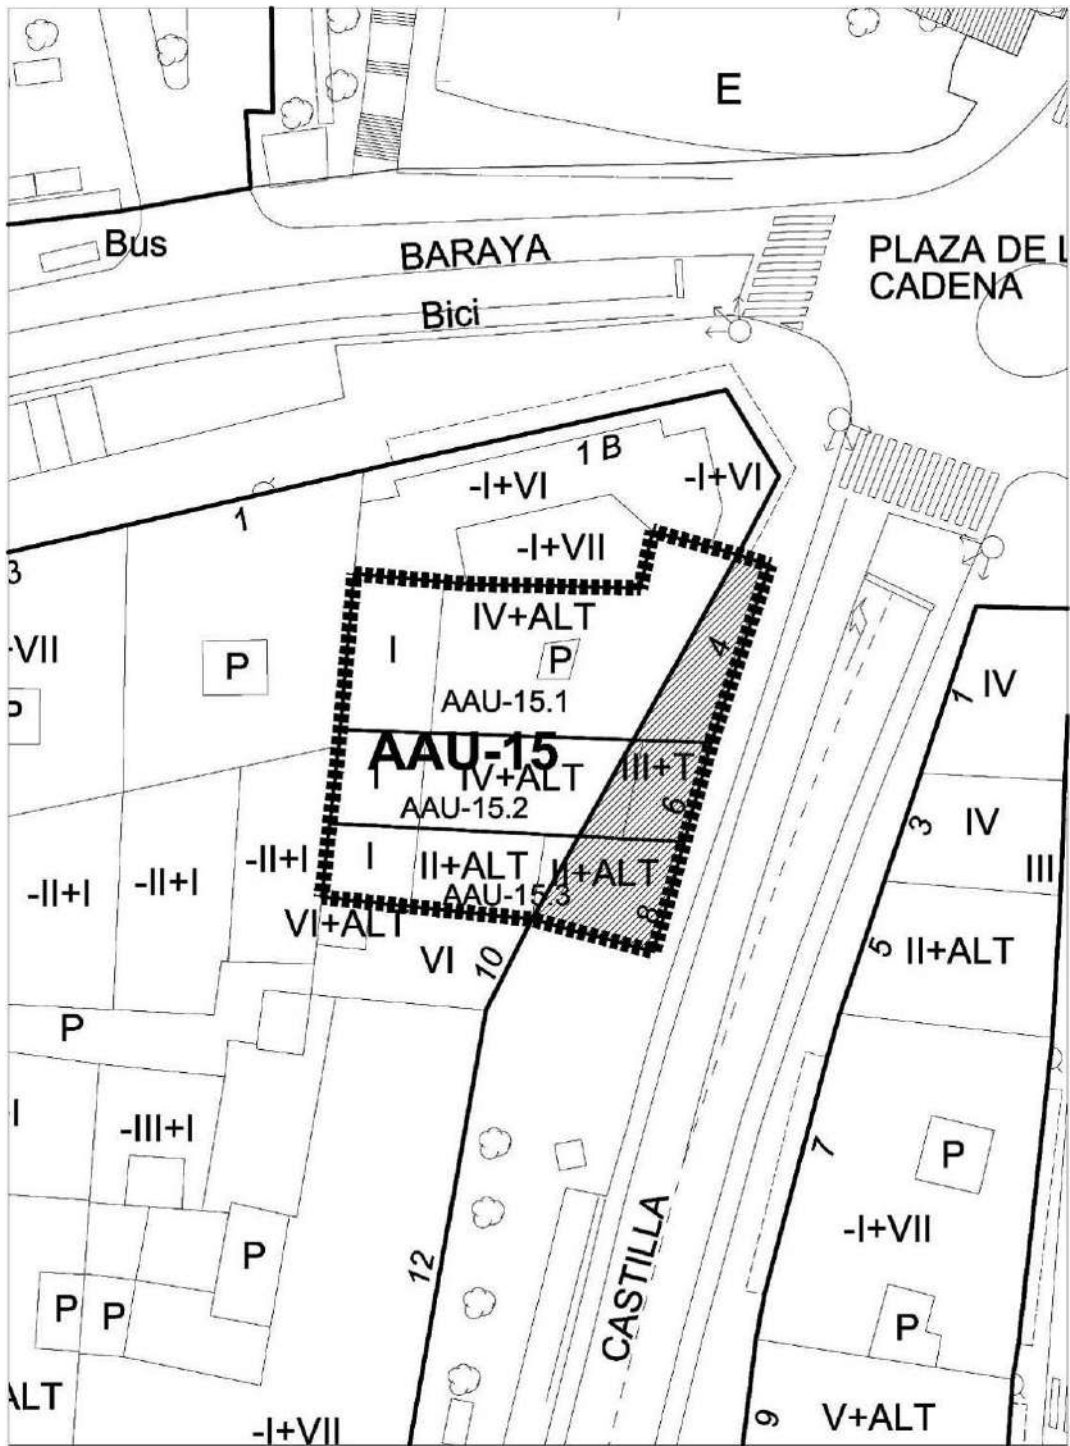 E
Bus
BARAYA
PLAZA DE L
CADENA
Bici
1 B
-I+VI
-I+VI
1
-I+VII
3
IV+ALT
-VII
P
I
P
4
IV
1
P
AAU-15.1
AAU-15
I
IV+ALT
III+T
AAU-15.2
6
3
IV
-II+I
I
II+ALT
II+ALT
III
-II+I
-II+I
AAU-15.3
8
VI+ALT
VI
10
5
II+ALT
P
I
-III+I
7
P
-I+VII
P
12
CASTILLA
P
P
P
ALT
-I+VII
9
V+ALT